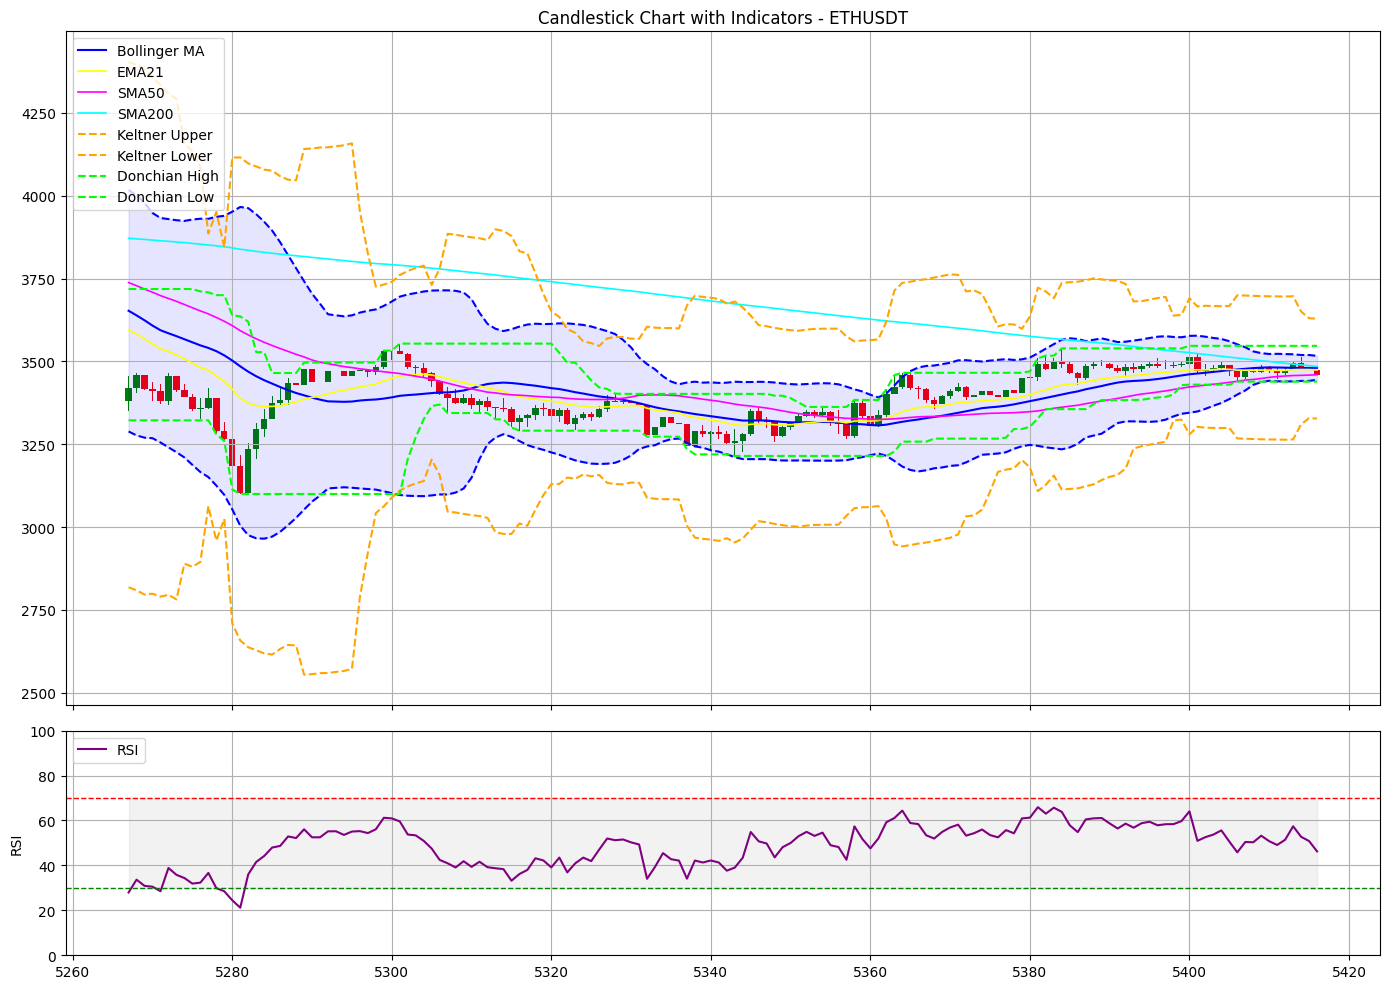 Candlestick Chart with Indicators - ETHUSDT
Bollinger MA
EMA21
SMA50
SMA200
Keltner Upper
Keltner Lower
Donchian High
Donchian Low
4250
4000
3750
3500
3250
3000
2750
2500
RSI
100
80
60
40
20
0
RSI
5260 5280 5300 5320 5340 5360 5380 5400 5420